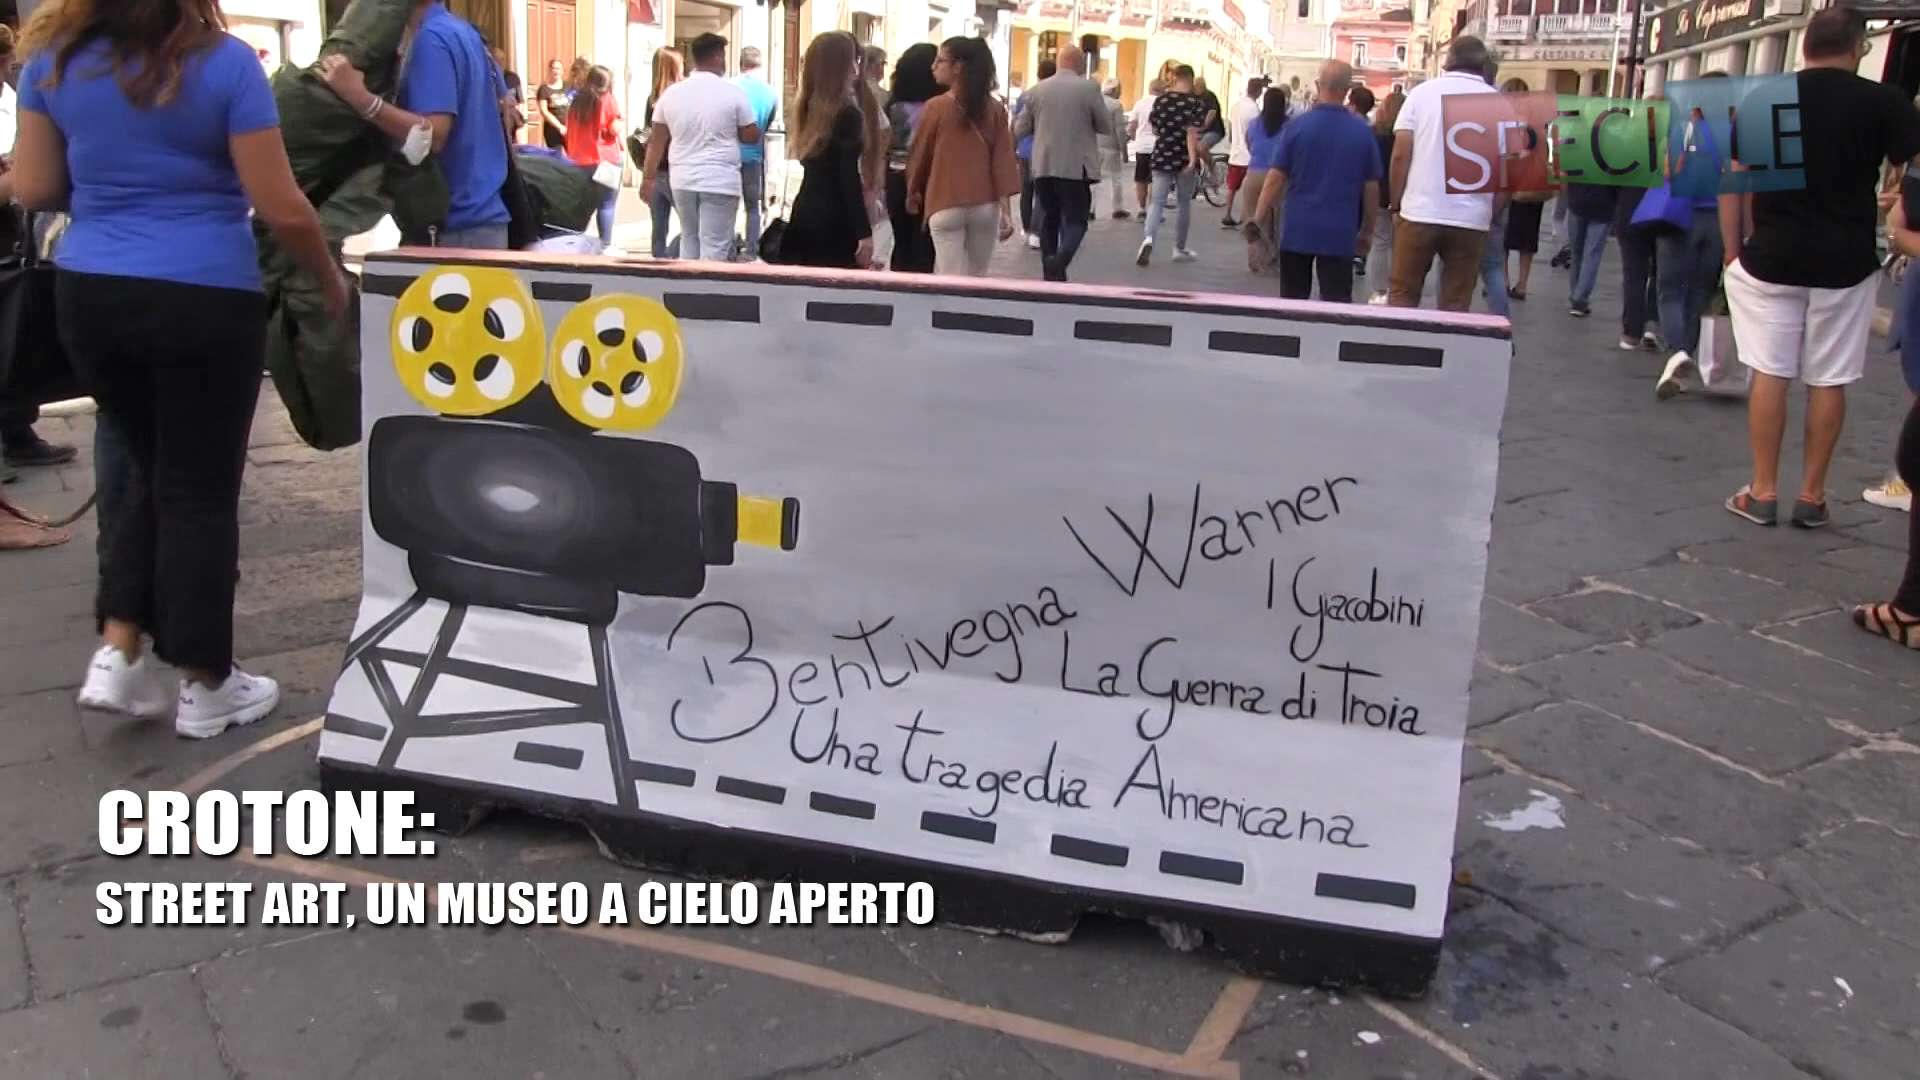 SPECIALE
Warner
Bentivegna
I Giacobini
La Guerra di Troia
Una tragedia Americana
CROTONE:
STREET ART, UN MUSEO A CIELO APERTO